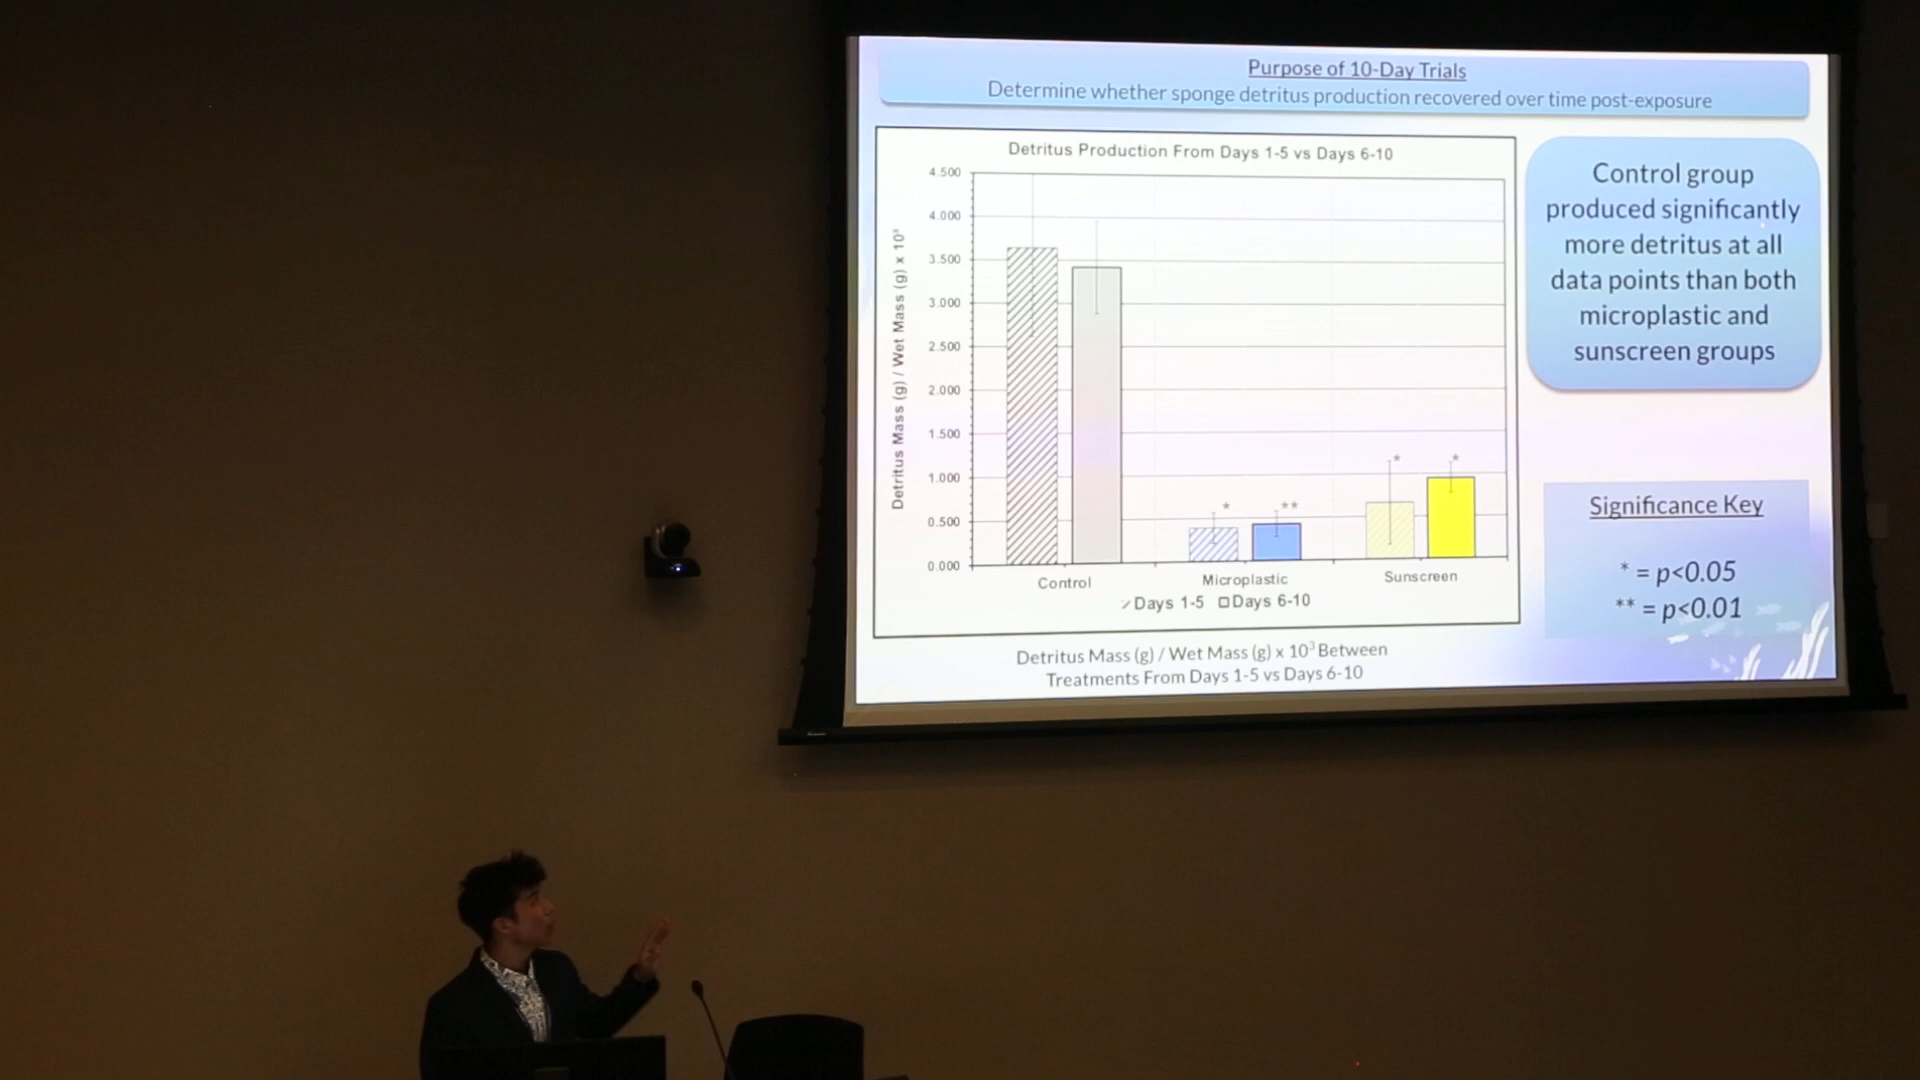 Purpose of 10-Day Trials
Determine whether sponge detritus production recovered over time post-exposure
Detritus Production From Days 1-5 vs Days 6-10
Detritus Mass (g) / Wet Mass (g) x 10³
4.500
4.000
3.500
3.000
2.500
2.000
1.500
1.000
0.500
0.000
* ** * *
Control Microplastic Sunscreen
Days 1-5 Days 6-10
Detritus Mass (g) / Wet Mass (g) x 10³ Between
Treatments From Days 1-5 vs Days 6-10
Control group
produced significantly
more detritus at all
data points than both
microplastic and
sunscreen groups
Significance Key
* = p<0.05
** = p<0.01